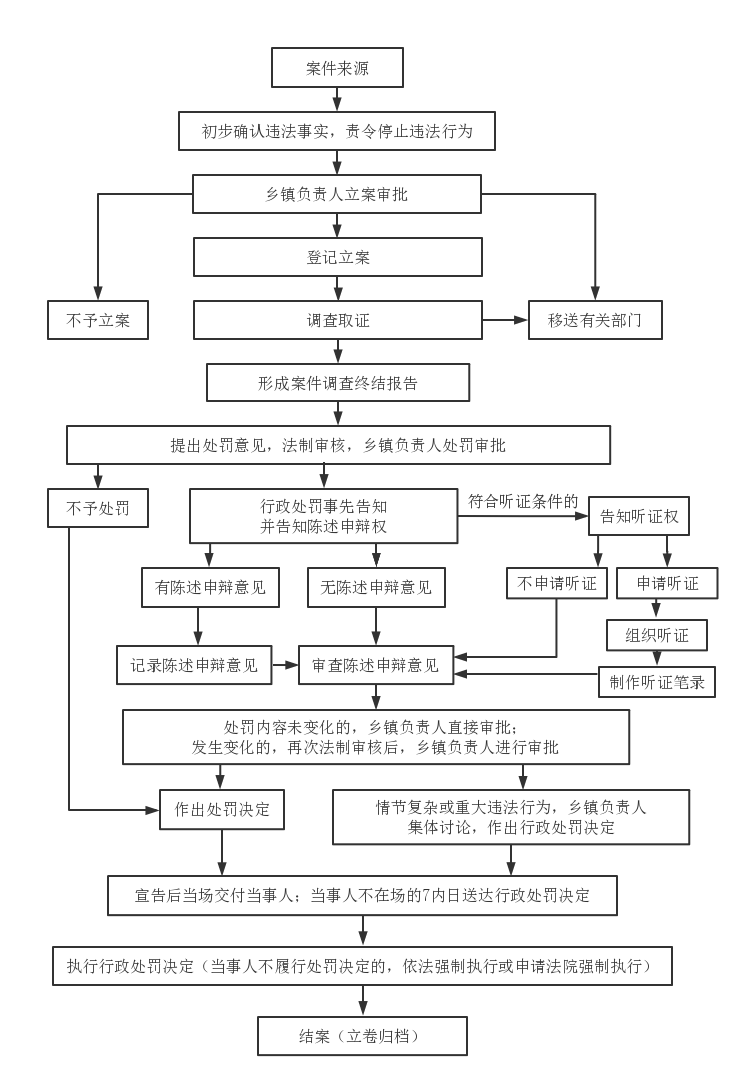 案件来源
初步确认违法事实，责令停止违法行为
乡镇负责人立案审批
登记立案
不予立案
调查取证
移送有关部门
形成案件调查终结报告
提出处罚意见，法制审核，乡镇负责人处罚审批
不予处罚
行政处罚事先告知
并告知陈述申辩权
符合听证条件的
告知听证权
有陈述申辩意见
无陈述申辩意见
不申请听证
申请听证
组织听证
记录陈述申辩意见
审查陈述申辩意见
制作听证笔录
处罚内容未变化的，乡镇负责人直接审批；
发生变化的，再次法制审核后，乡镇负责人进行审批
作出处罚决定
情节复杂或重大违法行为，乡镇负责人
集体讨论，作出行政处罚决定
宣告后当场交付当事人；当事人不在场的7内日送达行政处罚决定
执行行政处罚决定（当事人不履行处罚决定的，依法强制执行或申请法院强制执行）
结案（立卷归档）